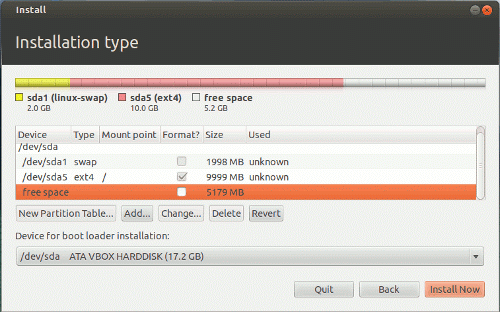 Install
Installation type
sda1 (linux-swap) sda5 (ext4) free space
2.0 GB 10.0 GB 5.2 GB
Device Type Mount point Format? Size Used
/dev/sda
/dev/sda1 swap 1998 MB unknown
/dev/sda5 ext4 / 9999 MB unknown
free space 5179 MB
New Partition Table... Add... Change... Delete Revert
Device for boot loader installation:
/dev/sda ATA VBOX HARDDISK (17.2 GB)
Quit Back Install Now